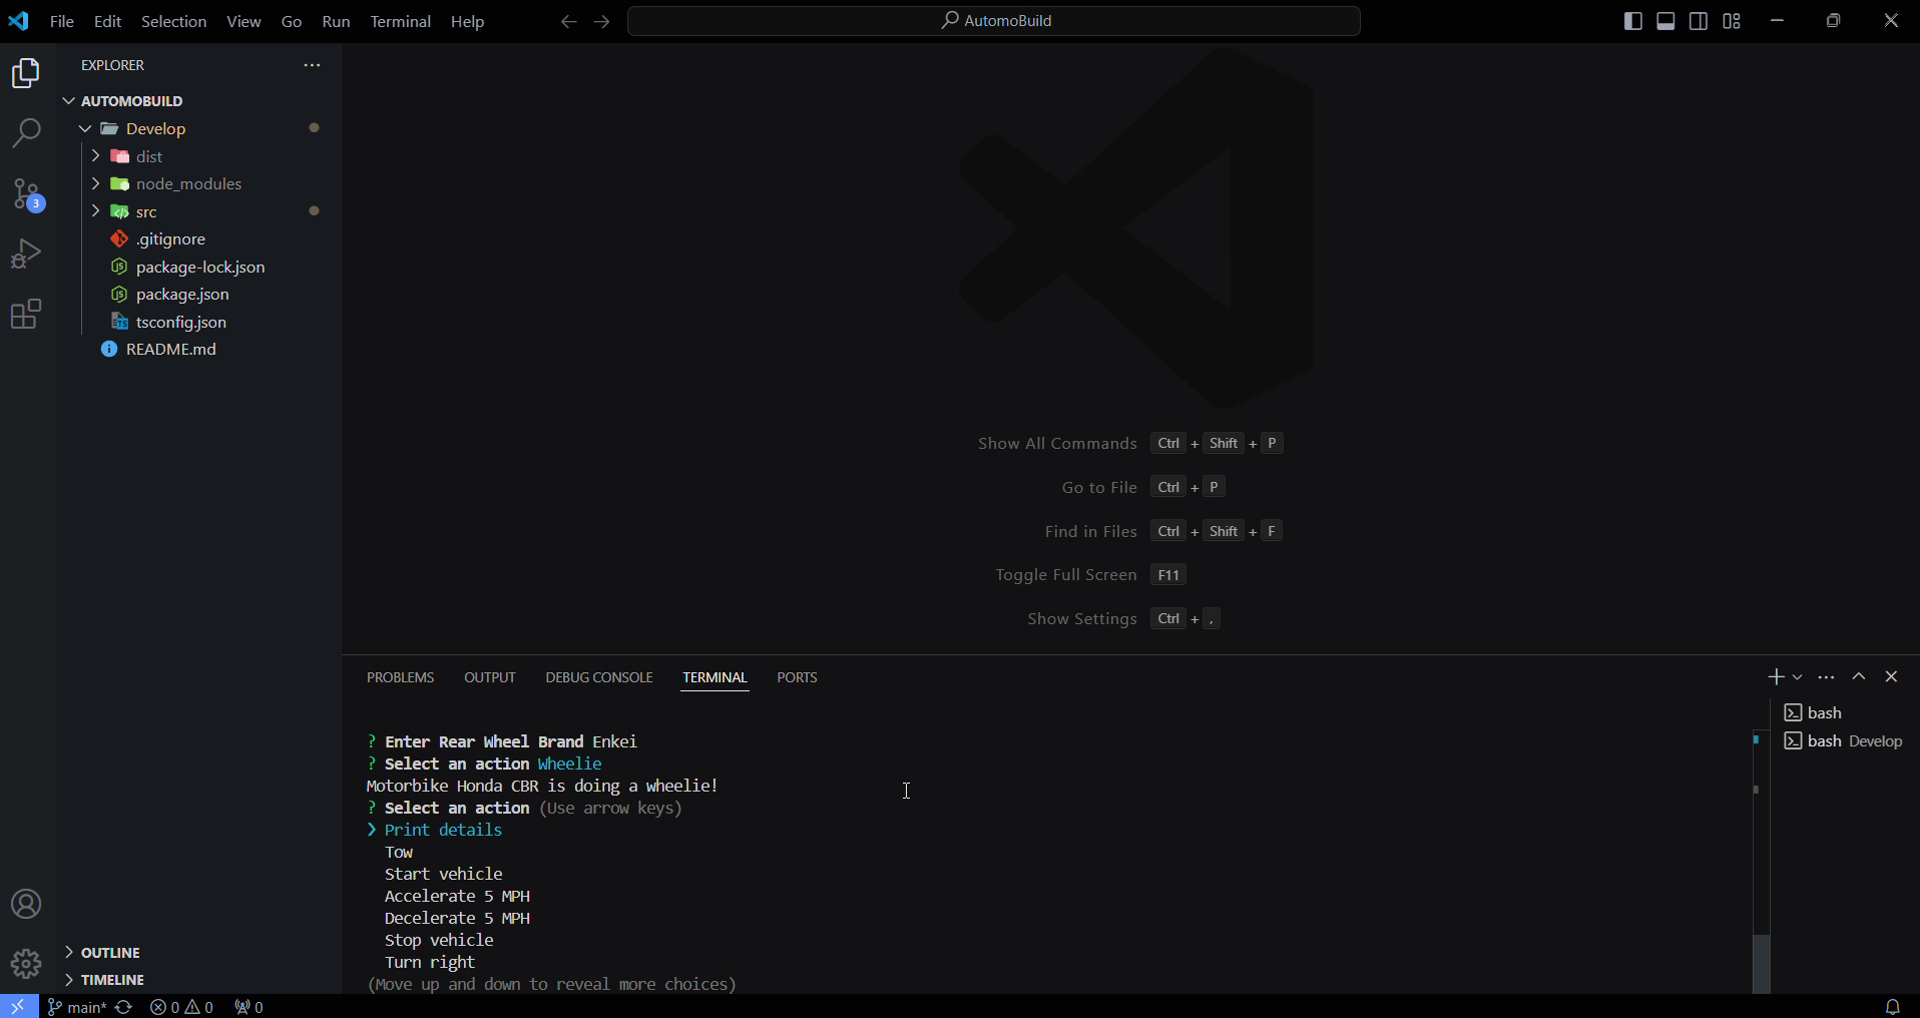 File Edit Selection View Go Run Terminal Help
AutomoBuild
EXPLORER
AUTOMOBUILD
Develop
dist
node_modules
src
.gitignore
package-lock.json
package.json
tsconfig.json
README.md
OUTLINE
TIMELINE
3
Show All Commands Ctrl + Shift + P
Go to File Ctrl + P
Find in Files Ctrl + Shift + F
Toggle Full Screen F11
Show Settings Ctrl + ,
PROBLEMS OUTPUT DEBUG CONSOLE TERMINAL PORTS
? Enter Rear Wheel Brand Enkei
? Select an action Wheelie
Motorbike Honda CBR is doing a wheelie!
? Select an action (Use arrow keys)
❯ Print details
Tow
Start vehicle
Accelerate 5 MPH
Decelerate 5 MPH
Stop vehicle
Turn right
(Move up and down to reveal more choices)
bash
bash Develop
main* 0 0 0